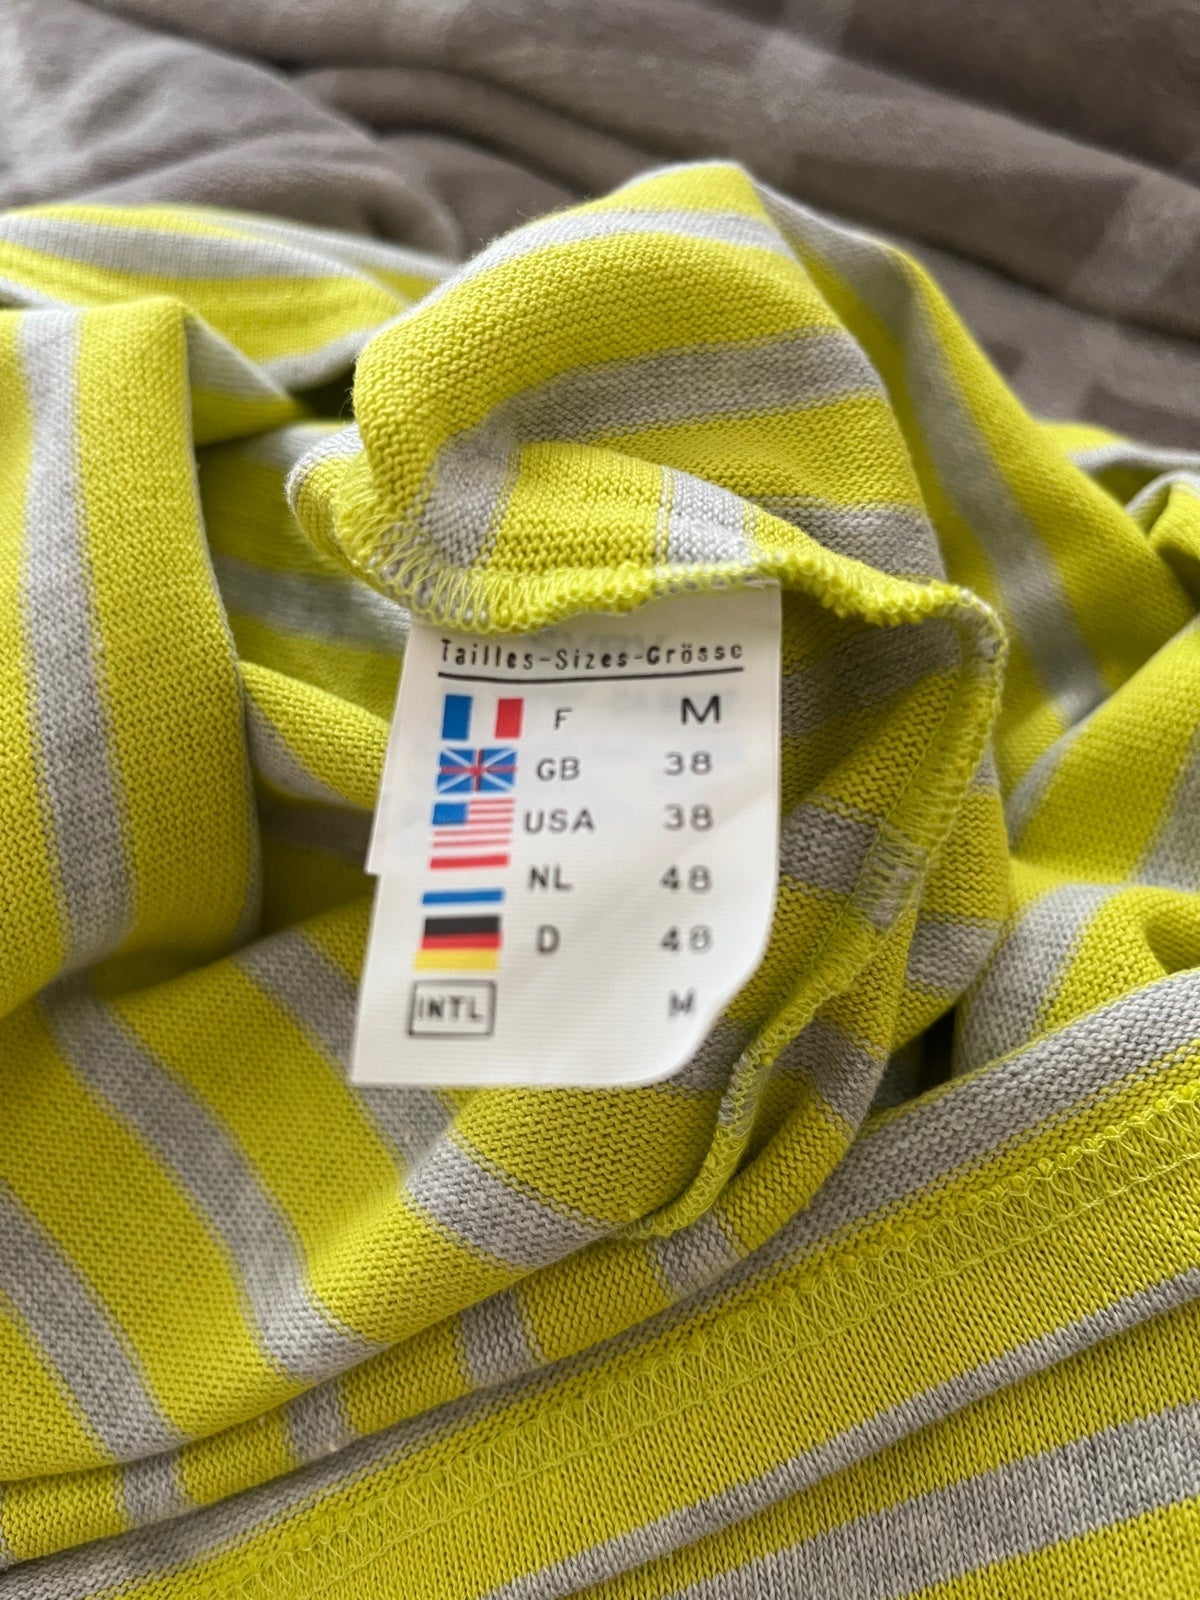 Tailles-Sizes-Grösse
F M
GB 38
USA 38
NL 48
D 48
INTL M